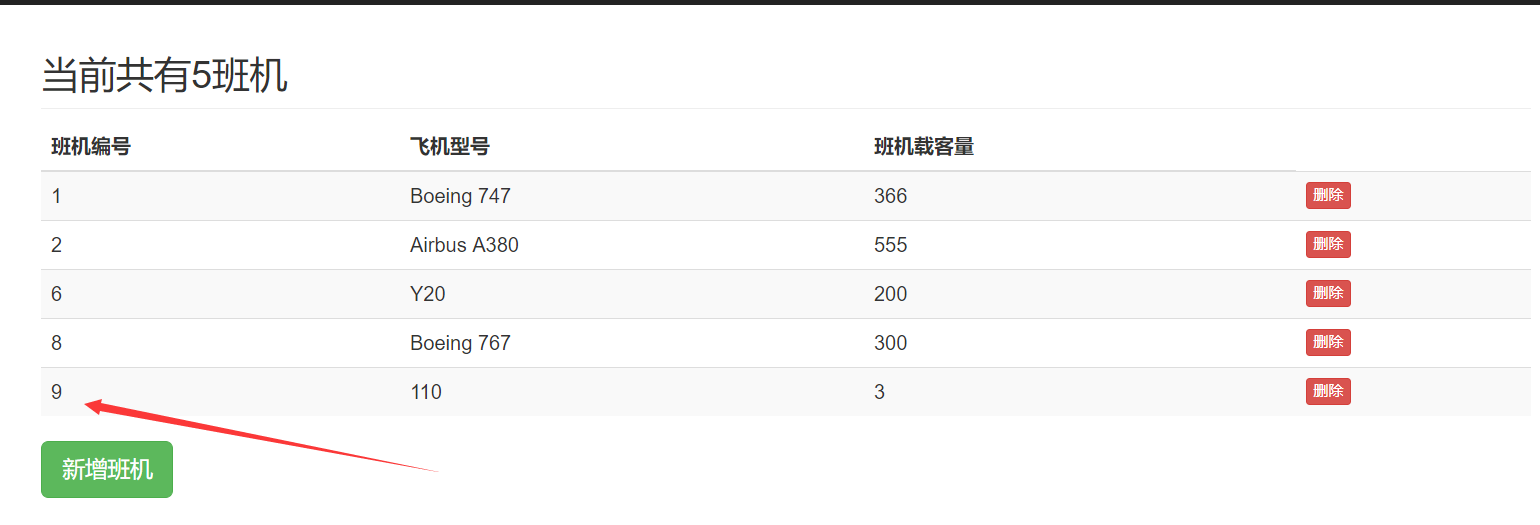 当前共有5班机
班机编号 飞机型号 班机载客量
1 Boeing 747 366 删除
2 Airbus A380 555 删除
6 Y20 200 删除
8 Boeing 767 300 删除
9 110 3 删除
新增班机